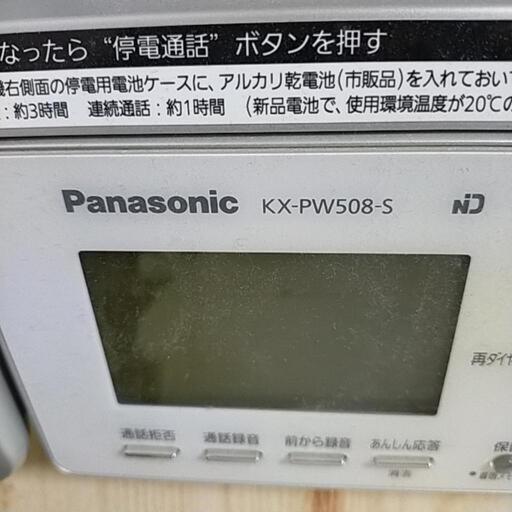 なったら “停電通話” ボタンを押す
機右側面の停電用電池ケースに、アルカリ乾電池(市販品)を入れておいて
: 約3時間 連続通話 : 約1時間 (新品電池で、使用環境温度が20℃の
Panasonic KX-PW508-S ND
再ダイヤ
通話拒否 通話録音 前から録音 あんしん応答
消去